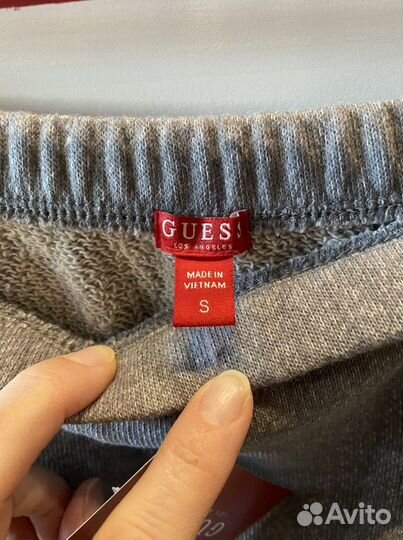 GUESS
LOS ANGELES
MADE IN
VIETNAM
S
Avito